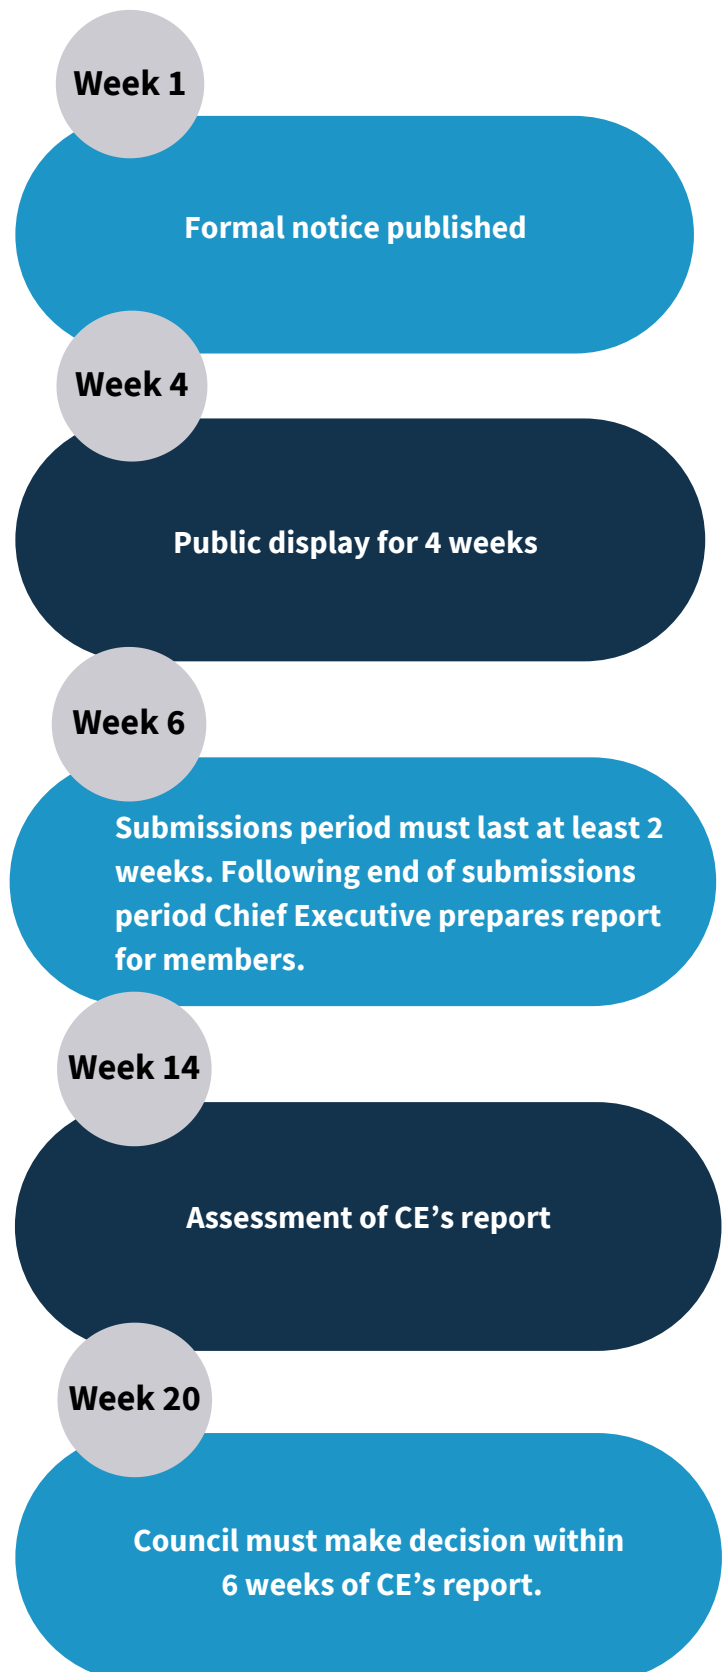 Week 1
Formal notice published
Week 4
Public display for 4 weeks
Week 6
Submissions period must last at least 2
weeks. Following end of submissions
period Chief Executive prepares report
for members.
Week 14
Assessment of CE’s report
Week 20
Council must make decision within
6 weeks of CE’s report.